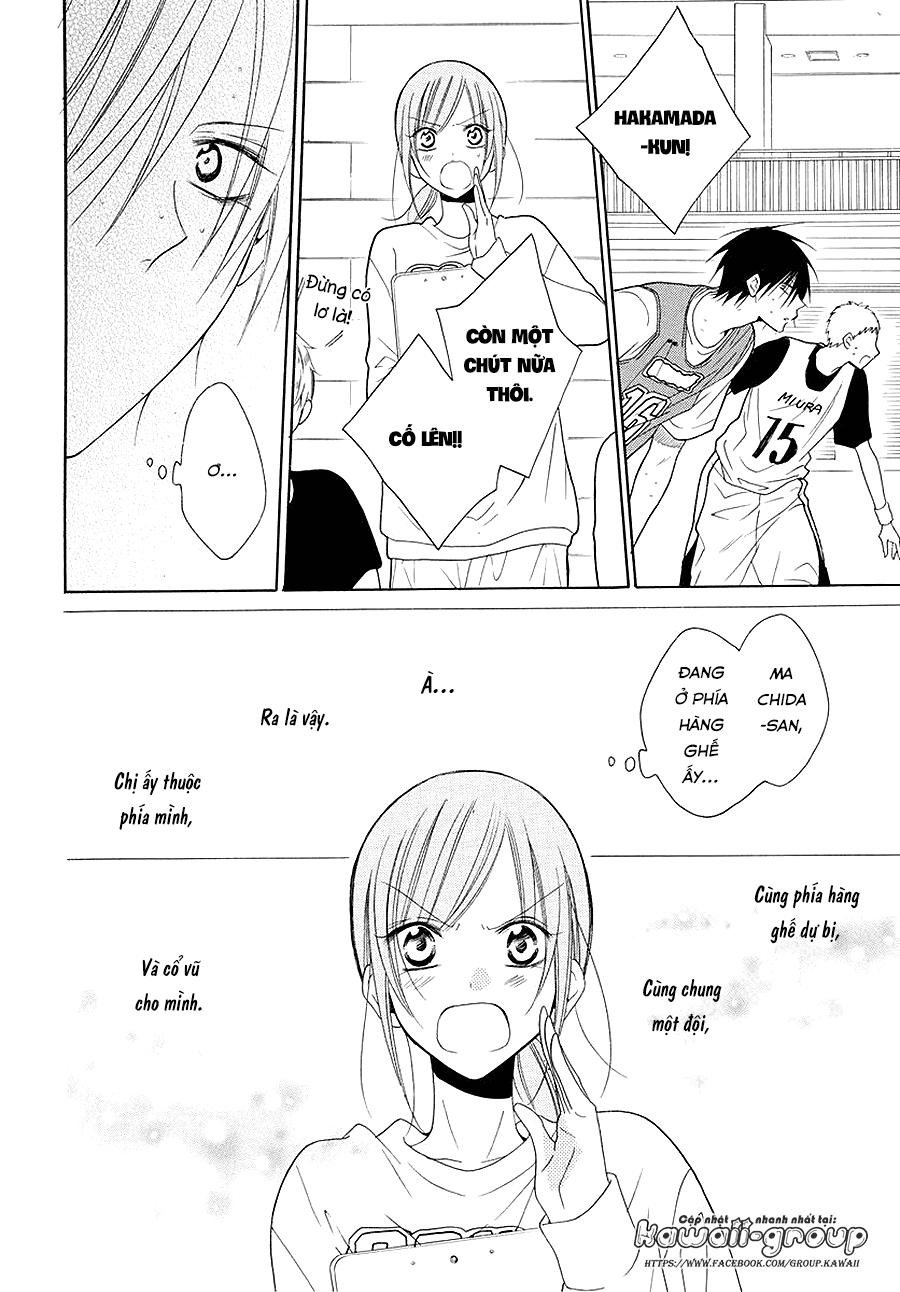 HAKAMADA
-KUN!
MIURA
15
16
CÒN MỘT
CHÚT NỮA
THÔI.
CỐ LÊN!!
Đừng có
lơ là!
Ơ...
MA
CHIDA
-SAN,
ĐANG
Ở PHÍA
HÀNG
GHẾ
ẤY...
À...
Ra là vậy.
Chị ấy thuộc
phía mình,
Cùng phía hàng
ghế dự bị,
Cùng chung
một đội,
Và cổ vũ
cho mình.
Cập nhật nhanh nhất tại:
kawaii-group
HTTPS://WWW.FACEBOOK.COM/GROUP.KAWAII